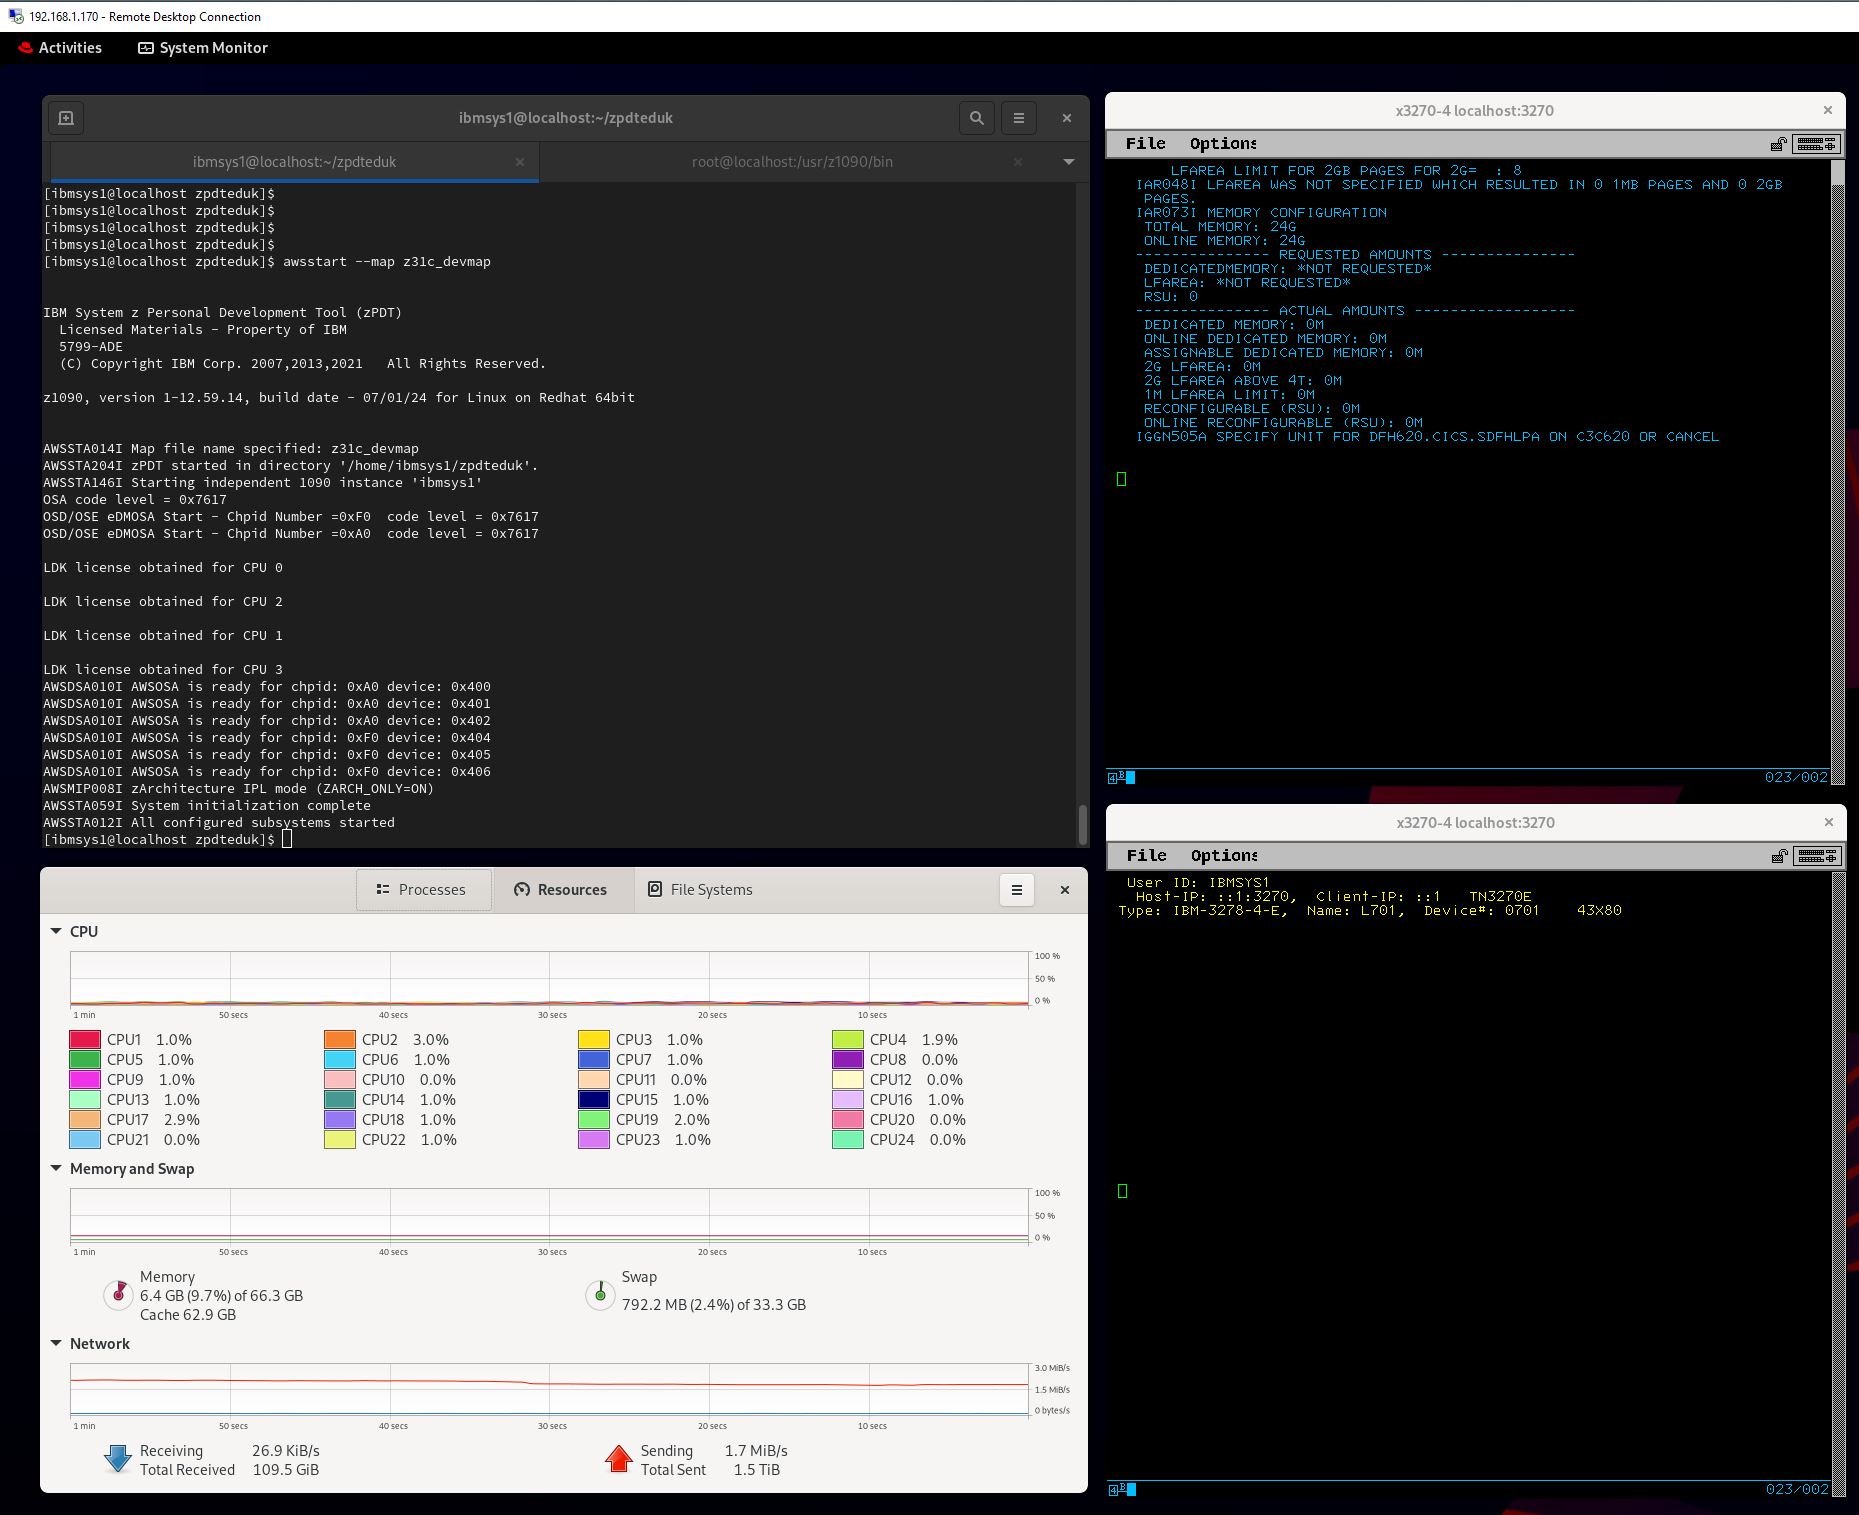 192.168.1.170 - Remote Desktop Connection
Activities System Monitor
ibmsys1@localhost:~/zpdteduk
ibmsys1@localhost:~/zpdteduk root@localhost:/usr/z1090/bin
[ibmsys1@localhost zpdteduk]$
[ibmsys1@localhost zpdteduk]$
[ibmsys1@localhost zpdteduk]$
[ibmsys1@localhost zpdteduk]$
[ibmsys1@localhost zpdteduk]$ awsstart --map z31c_devmap
IBM System z Personal Development Tool (zPDT)
Licensed Materials - Property of IBM
5799-ADE
(C) Copyright IBM Corp. 2007,2013,2021 All Rights Reserved.
z1090, version 1-12.59.14, build date - 07/01/24 for Linux on Redhat 64bit
AWSSTA014I Map file name specified: z31c_devmap
AWSSTA204I zPDT started in directory '/home/ibmsys1/zpdteduk'.
AWSSTA146I Starting independent 1090 instance 'ibmsys1'
OSA code level = 0x7617
OSD/OSE eDMOSA Start - Chpid Number =0xF0 code level = 0x7617
OSD/OSE eDMOSA Start - Chpid Number =0xA0 code level = 0x7617
LDK license obtained for CPU 0
LDK license obtained for CPU 2
LDK license obtained for CPU 1
LDK license obtained for CPU 3
AWSDSA010I AWSOSA is ready for chpid: 0xA0 device: 0x400
AWSDSA010I AWSOSA is ready for chpid: 0xA0 device: 0x401
AWSDSA010I AWSOSA is ready for chpid: 0xA0 device: 0x402
AWSDSA010I AWSOSA is ready for chpid: 0xF0 device: 0x404
AWSDSA010I AWSOSA is ready for chpid: 0xF0 device: 0x405
AWSDSA010I AWSOSA is ready for chpid: 0xF0 device: 0x406
AWSMIP008I zArchitecture IPL mode (ZARCH_ONLY=ON)
AWSSTA059I System initialization complete
AWSSTA012I All configured subsystems started
[ibmsys1@localhost zpdteduk]$
x3270-4 localhost:3270
File Options
LFAREA LIMIT FOR 2GB PAGES FOR 2G= : 8
IAR048I LFAREA WAS NOT SPECIFIED WHICH RESULTED IN 0 1MB PAGES AND 0 2GB
PAGES.
IAR073I MEMORY CONFIGURATION
TOTAL MEMORY: 24G
ONLINE MEMORY: 24G
--------------- REQUESTED AMOUNTS ---------------
DEDICATEDMEMORY: *NOT REQUESTED*
LFAREA: *NOT REQUESTED*
RSU: 0
--------------- ACTUAL AMOUNTS ------------------
DEDICATED MEMORY: 0M
ONLINE DEDICATED MEMORY: 0M
ASSIGNABLE DEDICATED MEMORY: 0M
2G LFAREA: 0M
2G LFAREA ABOVE 4T: 0M
1M LFAREA LIMIT: 0M
RECONFIGURABLE (RSU): 0M
ONLINE RECONFIGURABLE (RSU): 0M
IGGN505A SPECIFY UNIT FOR DFH620.CICS.SDFHLPA ON C3C620 OR CANCEL
4B 023/002
x3270-4 localhost:3270
File Options
User ID: IBMSYS1
Host-IP: ::1:3270, Client-IP: ::1 TN3270E
Type: IBM-3278-4-E, Name: L701, Device#: 0701 43X80
4B 023/002
Processes Resources File Systems
CPU
100 %
50 %
0 %
1 min 50 secs 40 secs 30 secs 20 secs 10 secs
CPU1 1.0% CPU2 3.0% CPU3 1.0% CPU4 1.9%
CPU5 1.0% CPU6 1.0% CPU7 1.0% CPU8 0.0%
CPU9 1.0% CPU10 0.0% CPU11 0.0% CPU12 0.0%
CPU13 1.0% CPU14 1.0% CPU15 1.0% CPU16 1.0%
CPU17 2.9% CPU18 1.0% CPU19 2.0% CPU20 0.0%
CPU21 0.0% CPU22 1.0% CPU23 1.0% CPU24 0.0%
Memory and Swap
100 %
50 %
0 %
1 min 50 secs 40 secs 30 secs 20 secs 10 secs
Memory
6.4 GB (9.7%) of 66.3 GB
Cache 62.9 GB
Swap
792.2 MB (2.4%) of 33.3 GB
Network
3.0 MiB/s
1.5 MiB/s
0 bytes/s
1 min 50 secs 40 secs 30 secs 20 secs 10 secs
Receiving 26.9 KiB/s
Total Received 109.5 GiB
Sending 1.7 MiB/s
Total Sent 1.5 TiB